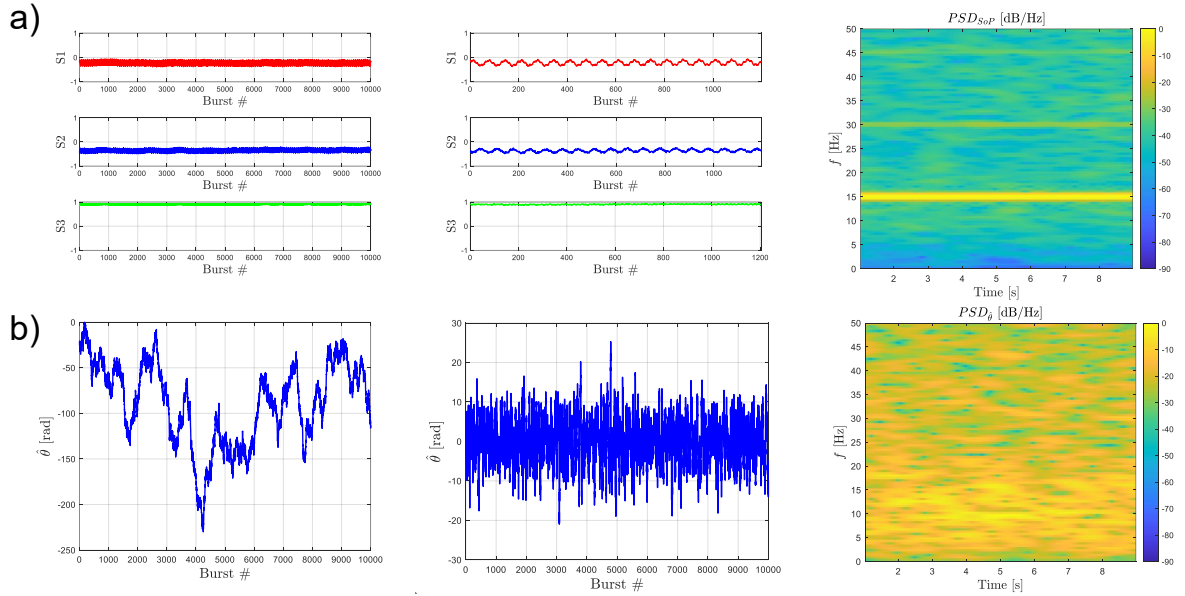 a)
S1
1
0
-1
0 1000 2000 3000 4000 5000 6000 7000 8000 9000 10000
Burst #
S2
1
0
-1
0 1000 2000 3000 4000 5000 6000 7000 8000 9000 10000
Burst #
S3
1
0
-1
0 1000 2000 3000 4000 5000 6000 7000 8000 9000 10000
Burst #
S1
1
0
-1
0 200 400 600 800 1000
Burst #
S2
1
0
-1
0 200 400 600 800 1000
Burst #
S3
1
0
-1
0 200 400 600 800 1000 1200
Burst #
PSD_SoP [dB/Hz]
f [Hz]
50
45
40
35
30
25
20
15
10
5
0
2 3 4 5 6 7 8
Time [s]
0
-10
-20
-30
-40
-50
-60
-70
-80
-90
b)
θ̂ [rad]
0
-50
-100
-150
-200
-250
0 1000 2000 3000 4000 5000 6000 7000 8000 9000 10000
Burst #
θ̂ [rad]
30
20
10
0
-10
-20
-30
0 1000 2000 3000 4000 5000 6000 7000 8000 9000 10000
Burst #
PSD_θ̂ [dB/Hz]
f [Hz]
50
45
40
35
30
25
20
15
10
5
0
2 3 4 5 6 7 8
Time [s]
0
-10
-20
-30
-40
-50
-60
-70
-80
-90